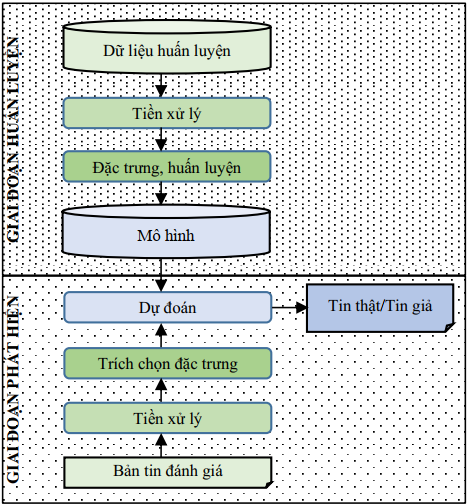 GIAI ĐOẠN HUẤN LUYỆN
Dữ liệu huấn luyện
Tiền xử lý
Đặc trưng, huấn luyện
Mô hình
GIAI ĐOẠN PHÁT HIỆN
Dự đoán
Tin thật/Tin giả
Trích chọn đặc trưng
Tiền xử lý
Bản tin đánh giá